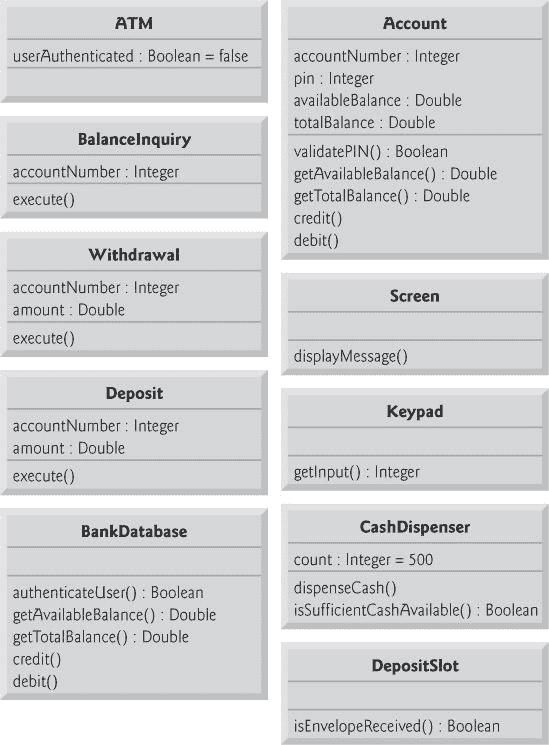 ATM
userAuthenticated : Boolean = false
BalanceInquiry
accountNumber : Integer
execute()
Withdrawal
accountNumber : Integer
amount : Double
execute()
Deposit
accountNumber : Integer
amount : Double
execute()
BankDatabase
authenticateUser() : Boolean
getAvailableBalance() : Double
getTotalBalance() : Double
credit()
debit()
Account
accountNumber : Integer
pin : Integer
availableBalance : Double
totalBalance : Double
validatePIN() : Boolean
getAvailableBalance() : Double
getTotalBalance() : Double
credit()
debit()
Screen
displayMessage()
Keypad
getInput() : Integer
CashDispenser
count : Integer = 500
dispenseCash()
isSufficientCashAvailable() : Boolean
DepositSlot
isEnvelopeReceived() : Boolean